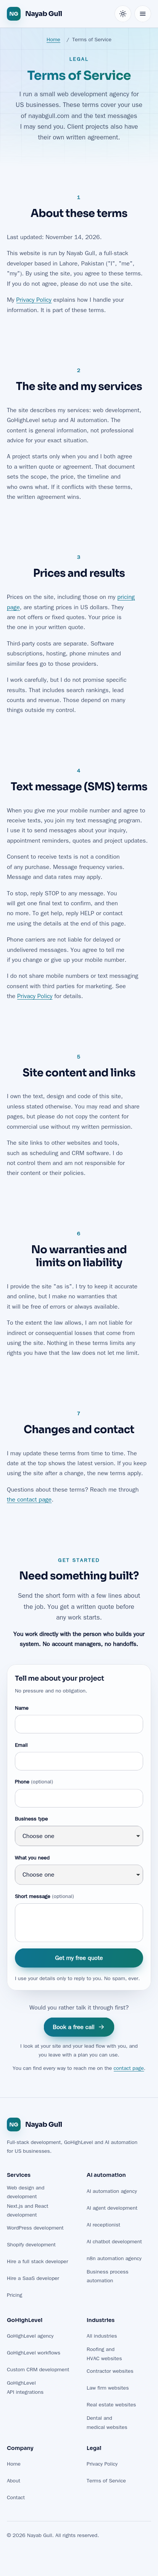 NG Nayab Gull
Home / Terms of Service
LEGAL
Terms of Service
I run a small web development agency for
US businesses. These terms cover your use
of nayabgull.com and the text messages
I may send you. Client projects also have
their own written agreement.
1
About these terms
Last updated: November 14, 2026.
This website is run by Nayab Gull, a full-stack
developer based in Lahore, Pakistan ("I", "me",
"my"). By using the site, you agree to these terms.
If you do not agree, please do not use the site.
My Privacy Policy explains how I handle your
information. It is part of these terms.
2
The site and my services
The site describes my services: web development,
GoHighLevel setup and AI automation. The
content is general information, not professional
advice for your exact situation.
A project starts only when you and I both agree
to a written quote or agreement. That document
sets the scope, the price, the timeline and
who owns what. If it conflicts with these terms,
the written agreement wins.
3
Prices and results
Prices on the site, including those on my pricing
page, are starting prices in US dollars. They
are not offers or fixed quotes. Your price is
the one in your written quote.
Third-party costs are separate. Software
subscriptions, hosting, phone minutes and
similar fees go to those providers.
I work carefully, but I do not promise specific
results. That includes search rankings, lead
counts and revenue. Those depend on many
things outside my control.
4
Text message (SMS) terms
When you give me your mobile number and agree to
receive texts, you join my text messaging program.
I use it to send messages about your inquiry,
appointment reminders, quotes and project updates.
Consent to receive texts is not a condition
of any purchase. Message frequency varies.
Message and data rates may apply.
To stop, reply STOP to any message. You
will get one final text to confirm, and then
no more. To get help, reply HELP or contact
me using the details at the end of this page.
Phone carriers are not liable for delayed or
undelivered messages. You agree to tell me
if you change or give up your mobile number.
I do not share mobile numbers or text messaging
consent with third parties for marketing. See
the Privacy Policy for details.
5
Site content and links
I own the text, design and code of this site,
unless stated otherwise. You may read and share
pages, but please do not copy the content for
commercial use without my written permission.
The site links to other websites and tools,
such as scheduling and CRM software. I do
not control them and am not responsible for
their content or their policies.
6
No warranties and
limits on liability
I provide the site "as is". I try to keep it accurate
and online, but I make no warranties that
it will be free of errors or always available.
To the extent the law allows, I am not liable for
indirect or consequential losses that come from
using the site. Nothing in these terms limits any
rights you have that the law does not let me limit.
7
Changes and contact
I may update these terms from time to time. The
date at the top shows the latest version. If you keep
using the site after a change, the new terms apply.
Questions about these terms? Reach me through
the contact page.
GET STARTED
Need something built?
Send the short form with a few lines about
the job. You get a written quote before
any work starts.
You work directly with the person who builds your
system. No account managers, no handoffs.
Tell me about your project
No pressure and no obligation.
Name
Email
Phone (optional)
Business type
Choose one
What you need
Choose one
Short message (optional)
Get my free quote
I use your details only to reply to you. No spam, ever.
Would you rather talk it through first?
Book a free call →
I look at your site and your lead flow with you, and
you leave with a plan you can use.
You can find every way to reach me on the contact page.
NG Nayab Gull
Full-stack development, GoHighLevel and AI automation
for US businesses.
Services
Web design and
development
Next.js and React
development
WordPress development
Shopify development
Hire a full stack developer
Hire a SaaS developer
Pricing
AI automation
AI automation agency
AI agent development
AI receptionist
AI chatbot development
n8n automation agency
Business process
automation
GoHighLevel
GoHighLevel agency
GoHighLevel workflows
Custom CRM development
GoHighLevel
API integrations
Industries
All industries
Roofing and
HVAC websites
Contractor websites
Law firm websites
Real estate websites
Dental and
medical websites
Company
Home
About
Contact
Legal
Privacy Policy
Terms of Service
© 2026 Nayab Gull. All rights reserved.